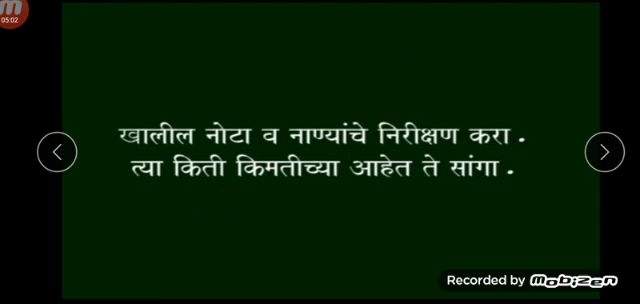 05:02
खालील नोटा व नाण्यांचे निरीक्षण करा .
त्या किती किमतीच्या आहेत ते सांगा .
Recorded by mobizen